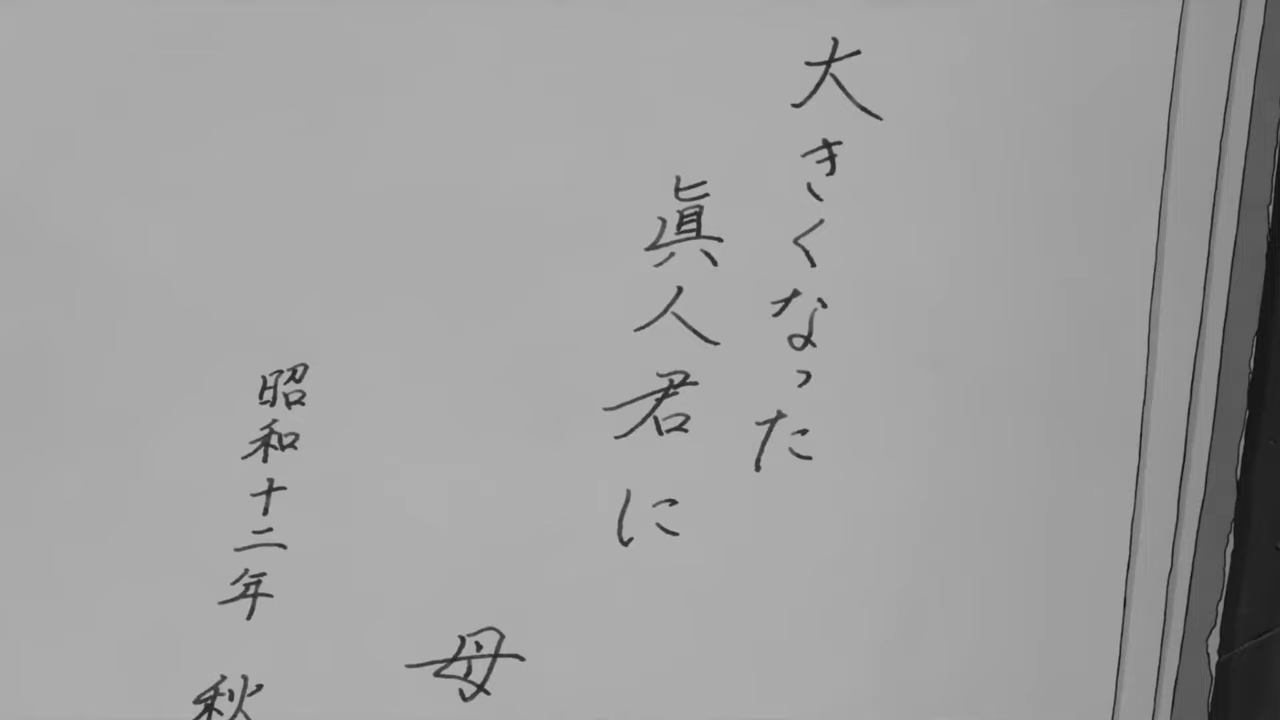 大きくなった
眞人君に
母
昭和十二年 秋